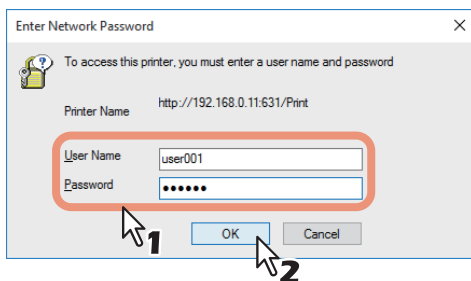 Enter Network Password
To access this printer, you must enter a user name and password
Printer Name http://192.168.0.11:631/Print
User Name user001
Password ●●●●●●
1
OK Cancel
2